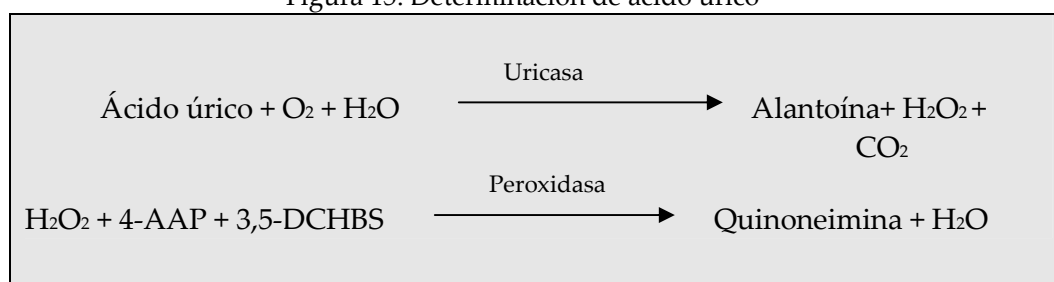 Figura 13. Determinación de ácido úrico
Uricasa
Ácido úrico + O₂ + H₂O Alantoína+ H₂O₂ +
CO₂
Peroxidasa
H₂O₂ + 4-AAP + 3,5-DCHBS Quinoneimina + H₂O